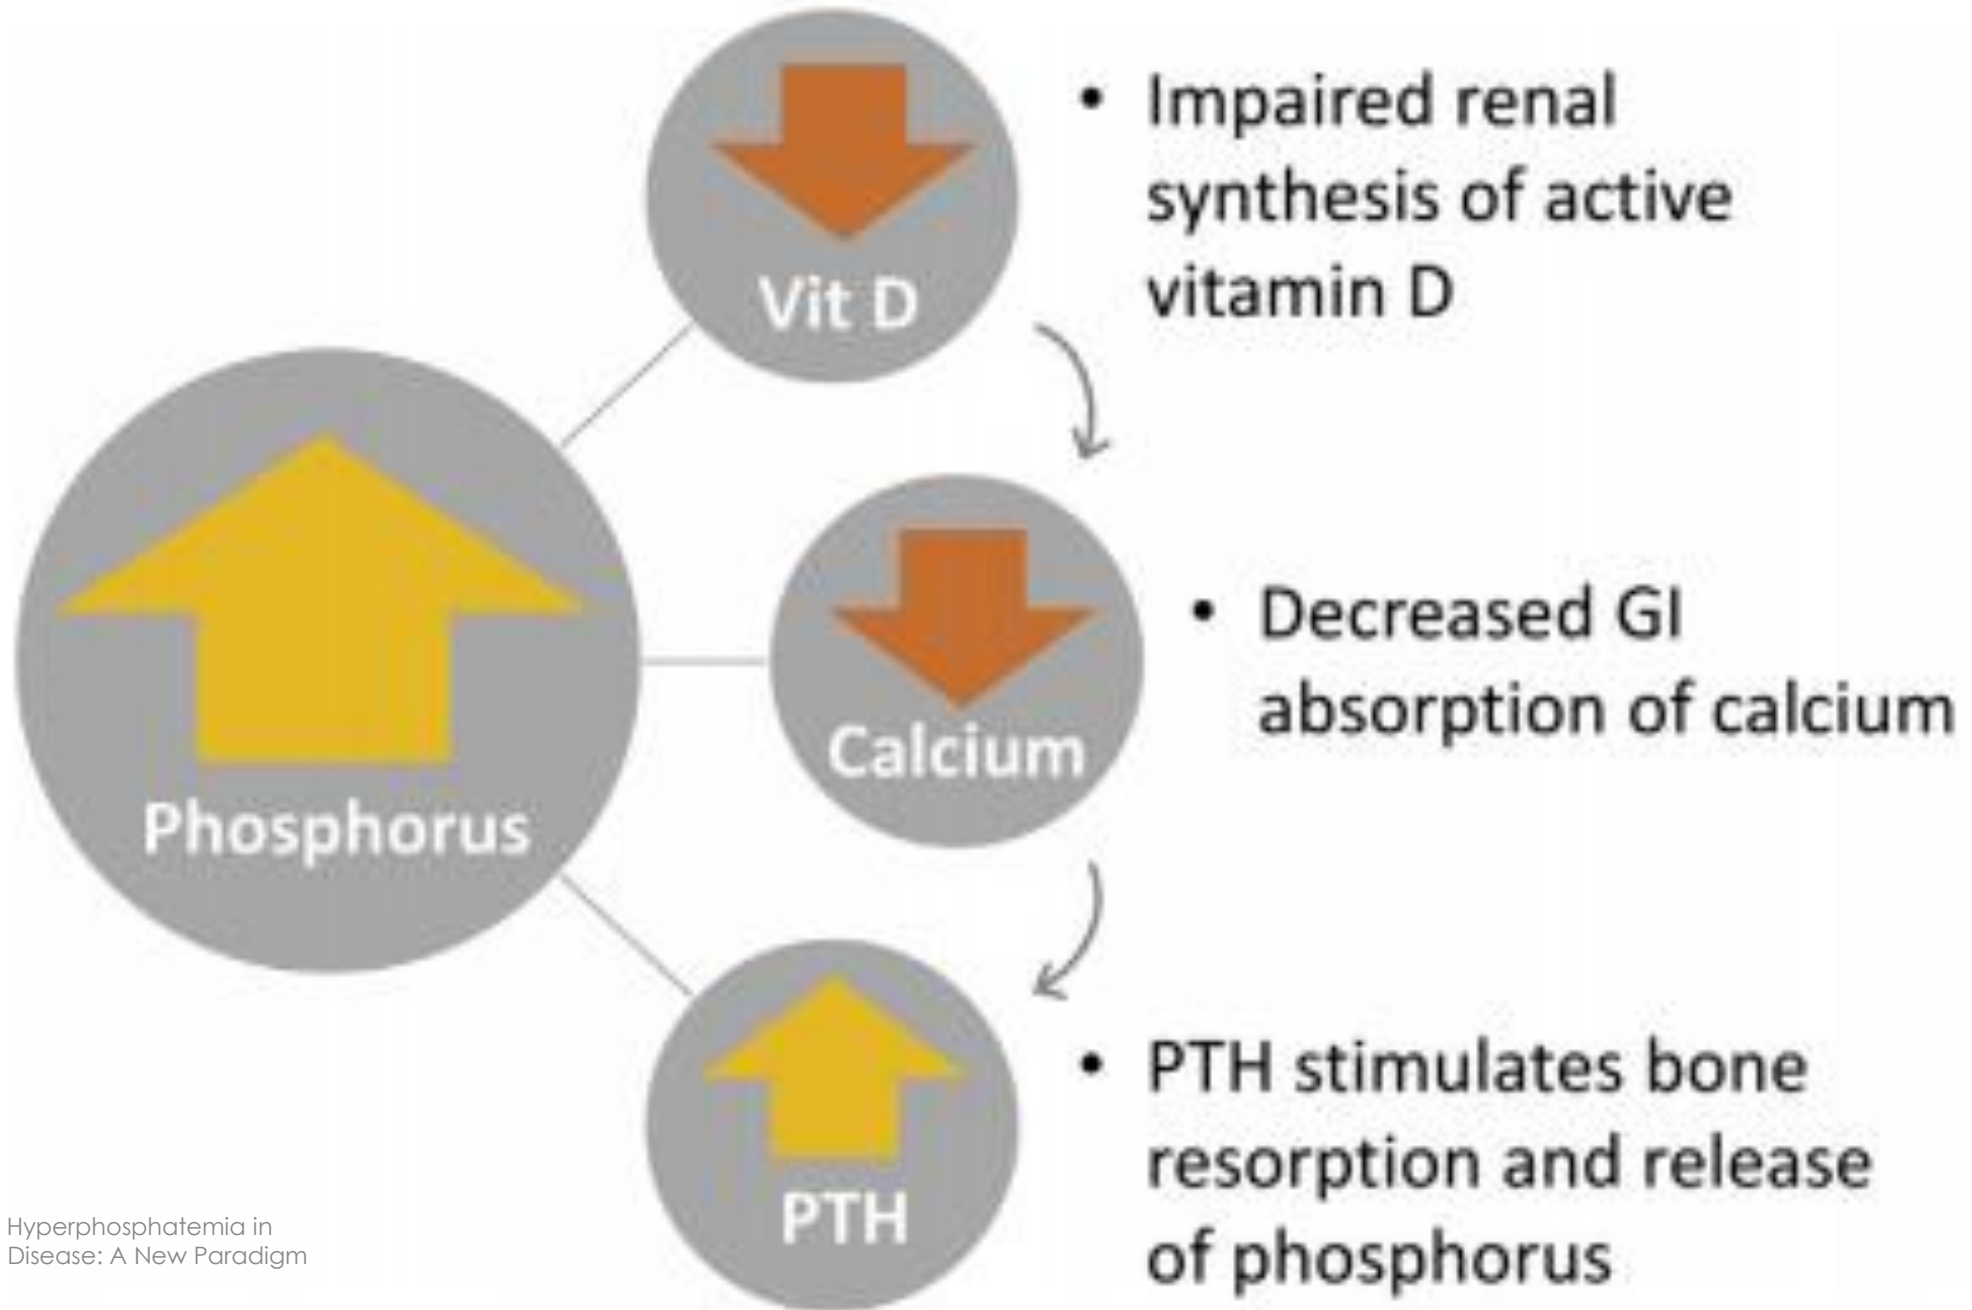 Vit D
• Impaired renal
synthesis of active
vitamin D
Phosphorus
Calcium
• Decreased GI
absorption of calcium
PTH
• PTH stimulates bone
resorption and release
of phosphorus
Hyperphosphatemia in
Disease: A New Paradigm